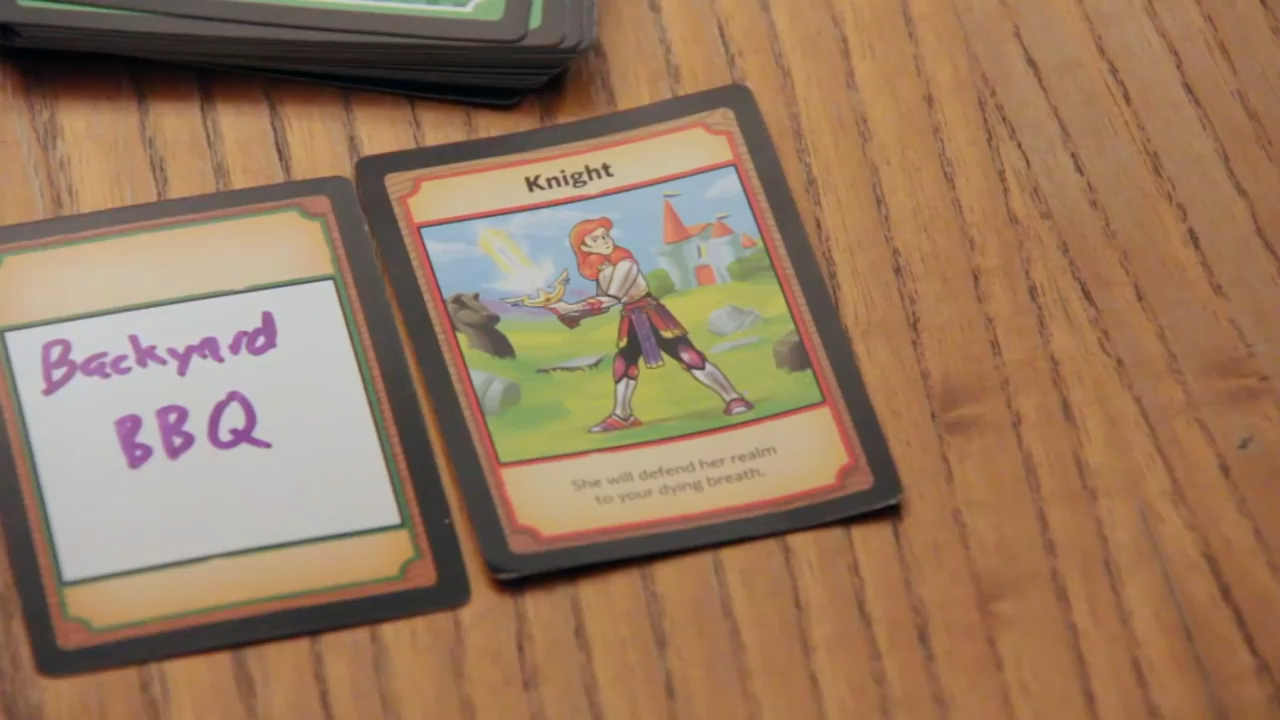 Backyard
BBQ
Knight
She will defend her realm
to your dying breath.